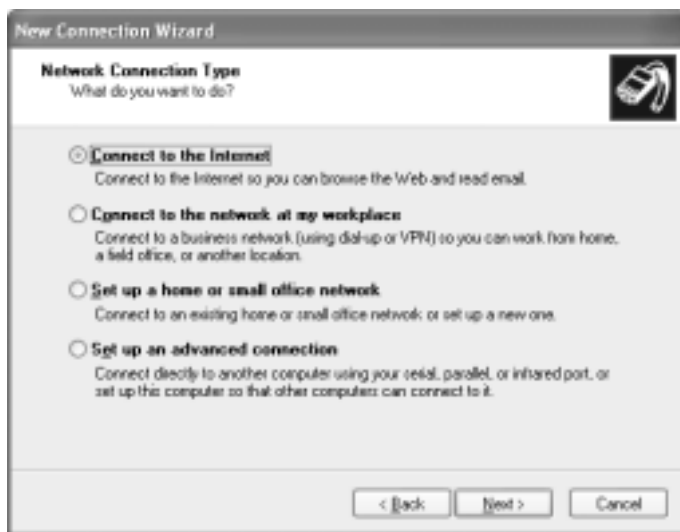 New Connection Wizard
Network Connection Type
What do you want to do?
Connect to the Internet
Connect to the Internet so you can browse the Web and read email.
Connect to the network at my workplace
Connect to a business network (using dial-up or VPN) so you can work from home,
a field office, or another location.
Set up a home or small office network
Connect to an existing home or small office network or set up a new one.
Set up an advanced connection
Connect directly to another computer using your serial, parallel, or infrared port, or
set up this computer so that other computers can connect to it.
< Back
Next >
Cancel